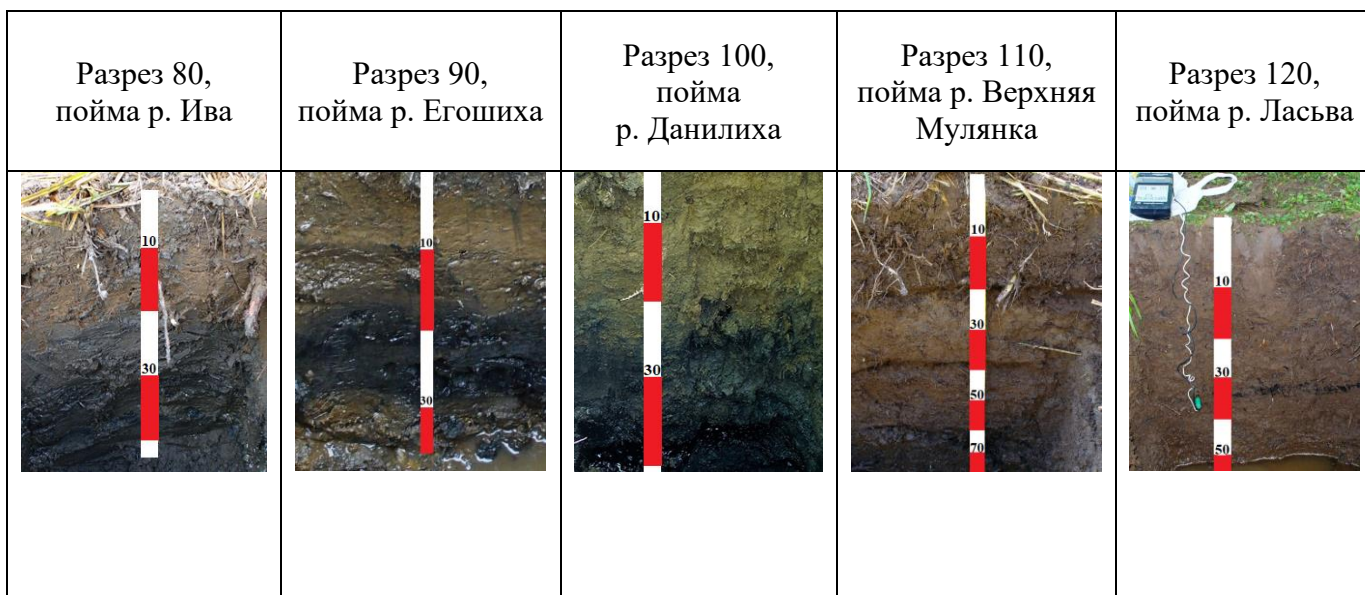 Разрез 80,
пойма р. Ива
Разрез 90,
пойма р. Егошиха
Разрез 100,
пойма
р. Данилиха
Разрез 110,
пойма р. Верхняя
Мулянка
Разрез 120,
пойма р. Ласьва
10
30
10
30
10
30
10
30
50
70
10
30
50